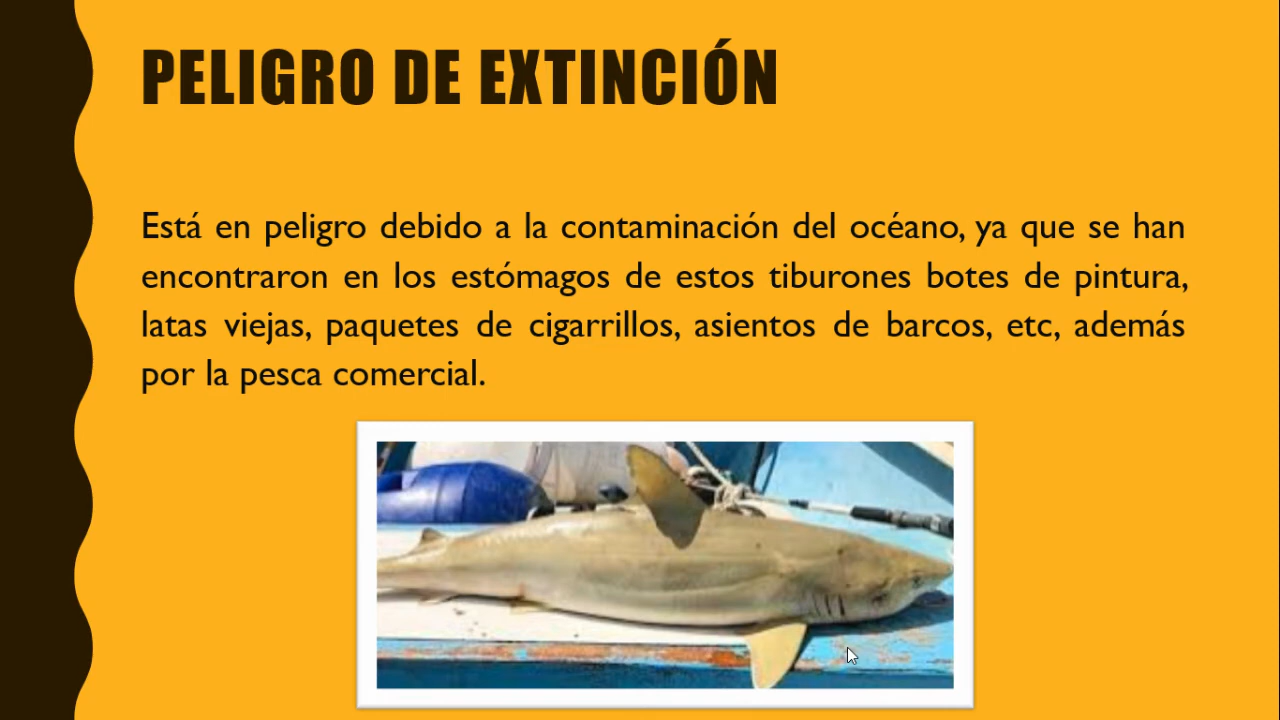 PELIGRO DE EXTINCIÓN
Está en peligro debido a la contaminación del océano, ya que se han
encontraron en los estómagos de estos tiburones botes de pintura,
latas viejas, paquetes de cigarrillos, asientos de barcos, etc, además
por la pesca comercial.